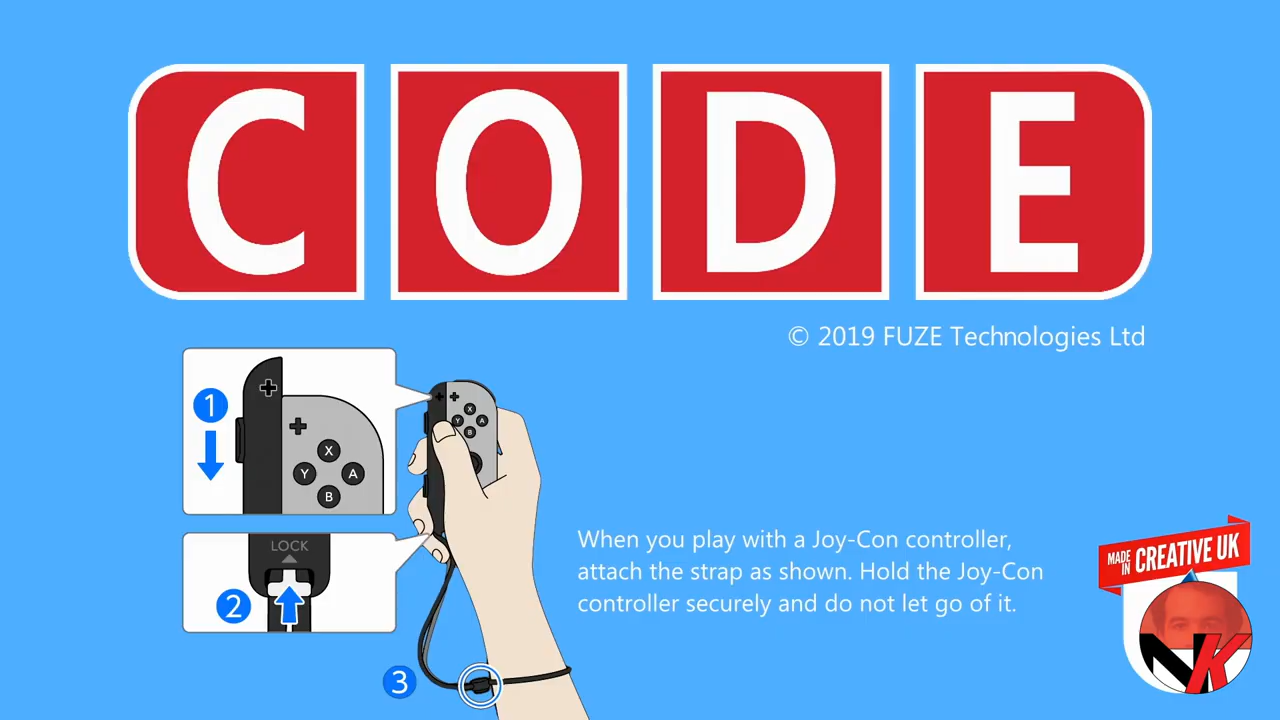 CODE
© 2019 FUZE Technologies Ltd
1
X
Y
A
B
X
Y
A
B
LOCK
2
3
When you play with a Joy-Con controller,
attach the strap as shown. Hold the Joy-Con
controller securely and do not let go of it.
MADE IN CREATIVE UK
NK